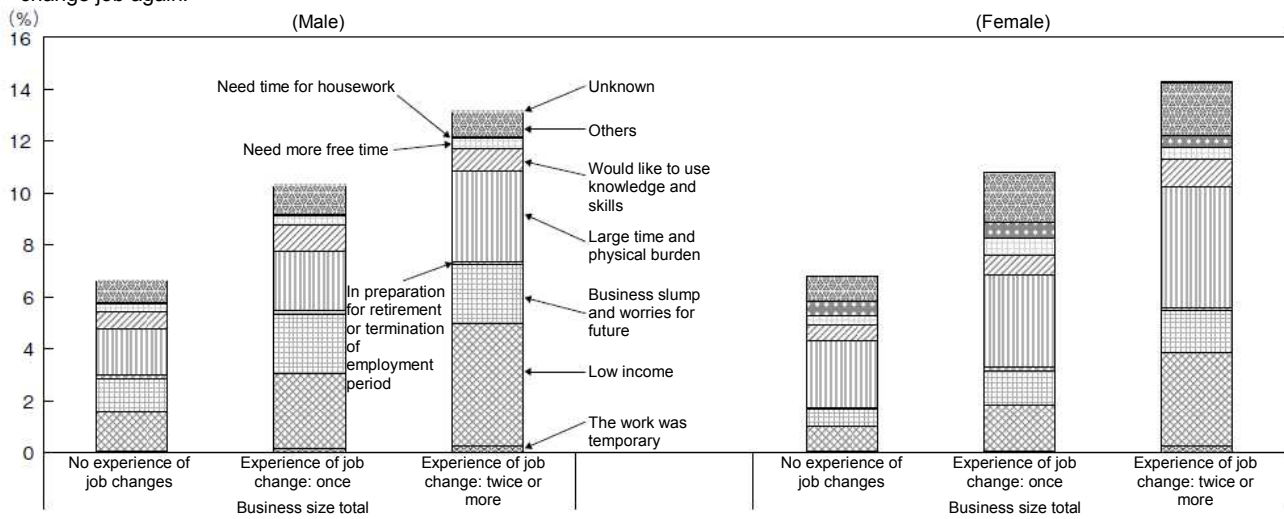 change job again.
(%)
(Male)
(Female)
16
14
12
10
8
6
4
2
0
Need time for housework
Need more free time
In preparation
for retirement
or termination
of
employment
period
Unknown
Others
Would like to use
knowledge and
skills
Large time and
physical burden
Business slump
and worries for
future
Low income
The work was
temporary
No experience of
job changes
Experience of job
change: once
Experience of job
change: twice or
more
Business size total
No experience of
job changes
Experience of job
change: once
Experience of job
change: twice or
more
Business size total